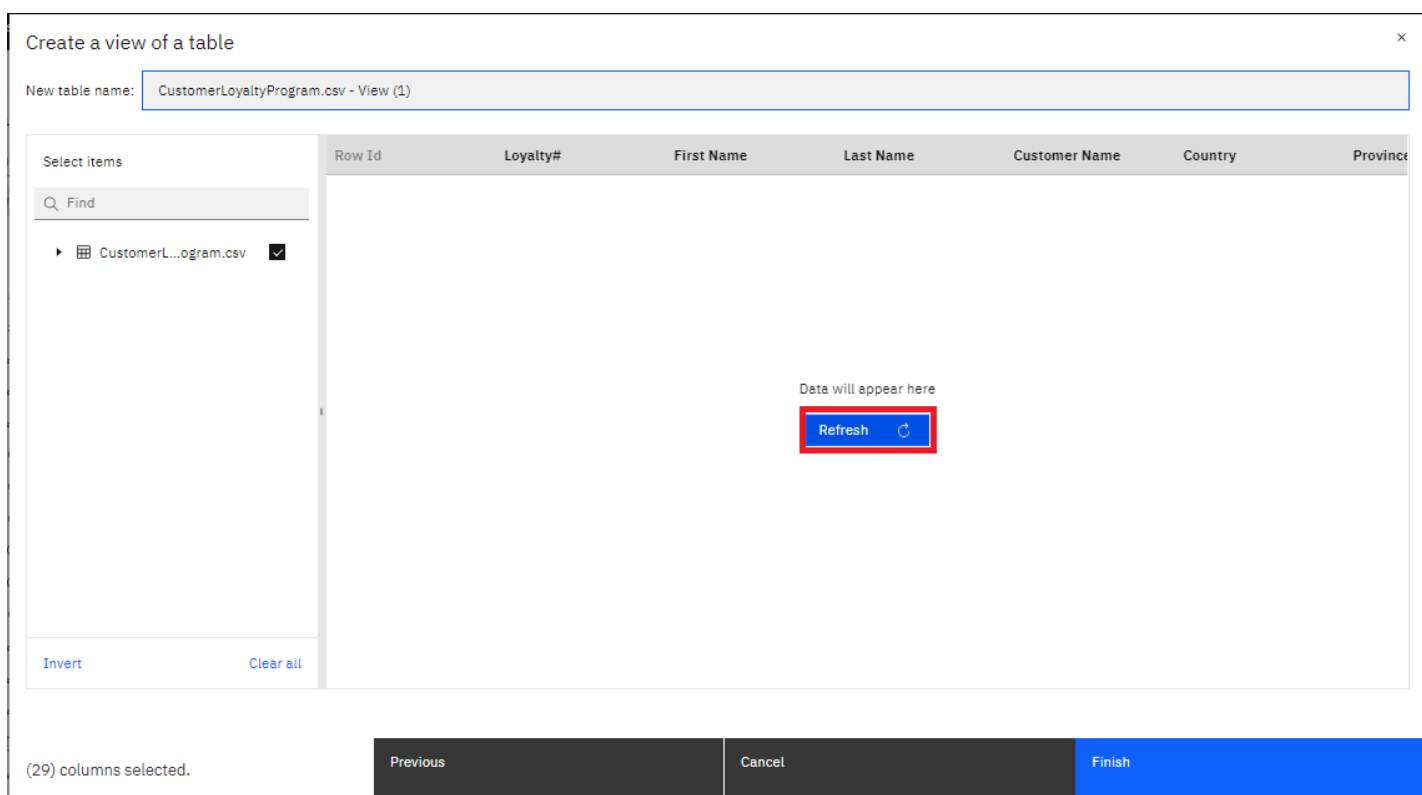 Create a view of a table
New table name: CustomerLoyaltyProgram.csv - View (1)
Select items
Find
CustomerL...ogram.csv
Invert Clear all
Row Id Loyalty# First Name Last Name Customer Name Country Province
Data will appear here
Refresh
(29) columns selected.
Previous Cancel Finish